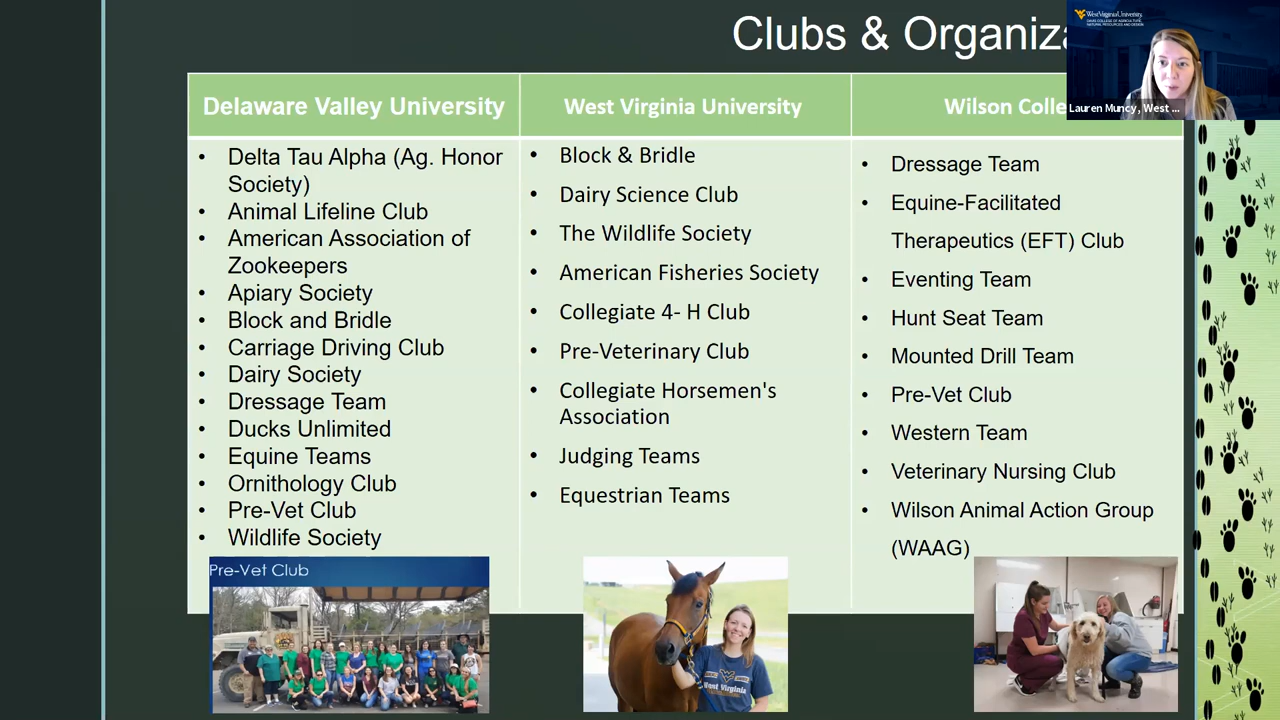 Clubs & Organiza
West Virginia University
Lauren Muncy, West ...
Delaware Valley University
West Virginia University
Wilson Colle
• Delta Tau Alpha (Ag. Honor
Society)
• Animal Lifeline Club
• American Association of
Zookeepers
• Apiary Society
• Block and Bridle
• Carriage Driving Club
• Dairy Society
• Dressage Team
• Ducks Unlimited
• Equine Teams
• Ornithology Club
• Pre-Vet Club
• Wildlife Society
• Block & Bridle
• Dairy Science Club
• The Wildlife Society
• American Fisheries Society
• Collegiate 4- H Club
• Pre-Veterinary Club
• Collegiate Horsemen's
Association
• Judging Teams
• Equestrian Teams
• Dressage Team
• Equine-Facilitated
Therapeutics (EFT) Club
• Eventing Team
• Hunt Seat Team
• Mounted Drill Team
• Pre-Vet Club
• Western Team
• Veterinary Nursing Club
• Wilson Animal Action Group
(WAAG)
Pre-Vet Club
West Virginia